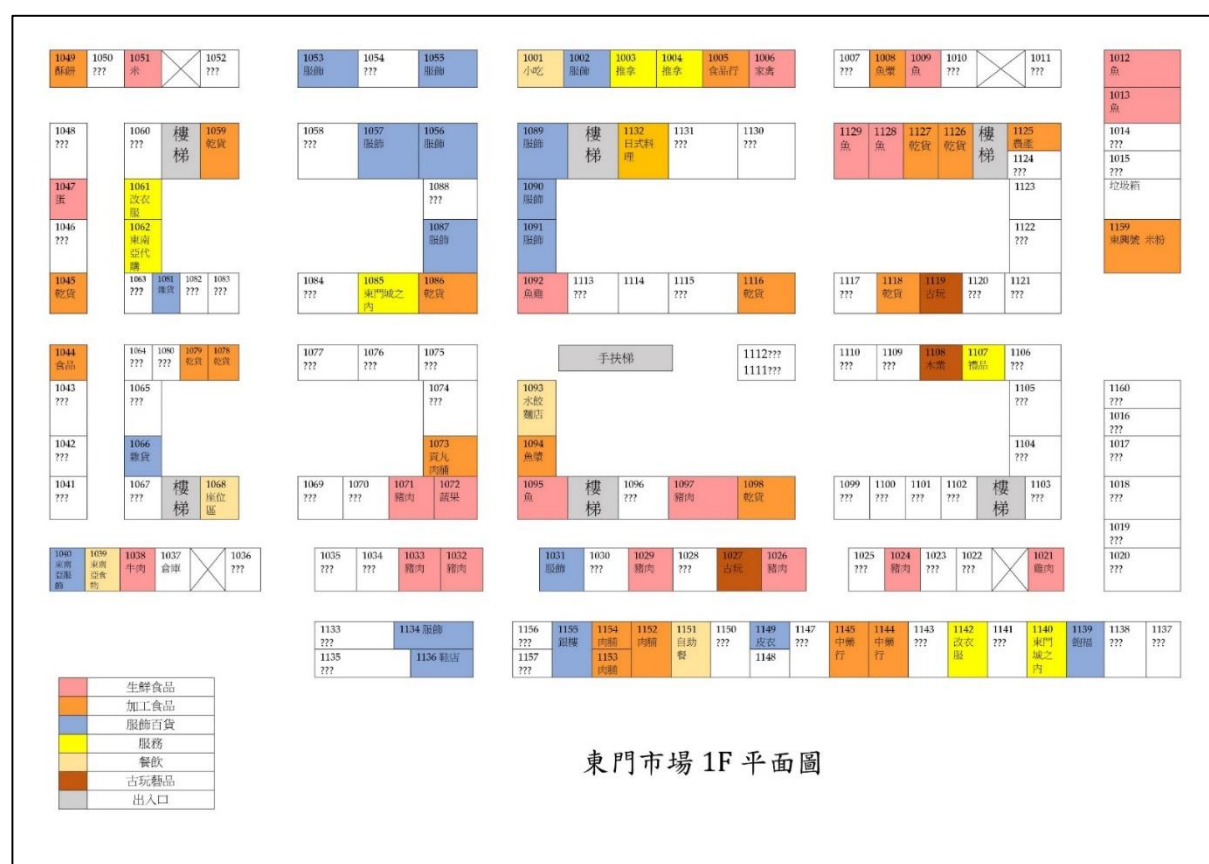 1049 1050 1051 1052
酥餅 ??? 米 ???
1053 1054 1055
服飾 ??? 服飾
1001 1002 1003 1004 1005 1006
小吃 服飾 推拿 推拿 食品行 家禽
1007 1008 1009 1010 1011
??? 魚漿 魚 ??? ???
1012
魚
1013
魚
1014
???
1015
???
垃圾箱
1159
東興號 米粉
1048
???
1047
蛋
1046
???
1045
乾貨
1060 樓 1059
??? 梯 乾貨
1061
改衣
服
1062
東南
亞代
購
1063 1081 1082 1083
??? 雜貨 ??? ???
1058 1057 1056
??? 服飾 服飾
1088
???
1087
服飾
1084 1085 1086
??? 東門城之 乾貨
內
1089 樓 1132 1131 1130
服飾 梯 日式料 ??? ???
理
1090
服飾
1091
服飾
1092 1113 1114 1115 1116
魚雞 ??? ??? 乾貨
1129 1128 1127 1126 樓 1125
魚 魚 乾貨 乾貨 梯 農產
1124
???
1123
1122
???
1117 1118 1119 1120 1121
??? 乾貨 古玩 ??? ???
1044
食品
1043
???
1042
???
1041
???
1064 1080 1079 1078
??? ??? 乾貨 乾貨
1065
???
1066
雜貨
1067 樓 1068
??? 梯 座位
區
1077 1076 1075
??? ??? ???
1074
???
1073
貢丸
肉脯
1069 1070 1071 1072
??? ??? 豬肉 蔬果
手扶梯
1112???
1111???
1093
水餃
麵店
1094
魚漿
1095 樓 1096 1097 1098
魚 梯 ??? 豬肉 乾貨
1110 1109 1108 1107 1106
??? ??? 木業 禮品 ???
1105
???
1104
???
1099 1100 1101 1102 樓 1103
??? ??? ??? ??? 梯 ???
1160
???
1016
???
1017
???
1018
???
1019
???
1020
???
1040 1039 1038 1037 1036
東南 東南 牛肉 倉庫 ???
亞服 亞食
飾 物
1035 1034 1033 1032
??? ??? 豬肉 豬肉
1031 1030 1029 1028 1027 1026
服飾 ??? 豬肉 ??? 古玩 豬肉
1025 1024 1023 1022 1021
??? 豬肉 ??? ??? 雞肉
1133 1134 服飾
???
1135 1136 鞋店
???
1156 1155 1154 1152 1151 1150 1149 1147 1145 1144 1143 1142 1141 1140 1139 1138 1137
??? 銀樓 肉脯 肉脯 自助 ??? 皮衣 ??? 中藥 中藥 ??? 改衣 ??? 東門 ??? ???
1157 1153 餐 1148 行 行 服 城之
??? 肉脯 內
生鮮食品
加工食品
服飾百貨
服務
餐飲
古玩藝品
出入口
東門市場 1F 平面圖